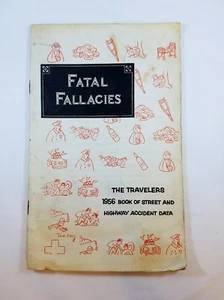 FATAL
FALLACIES
THE TRAVELERS
1956 BOOK OF STREET AND
HIGHWAY ACCIDENT DATA